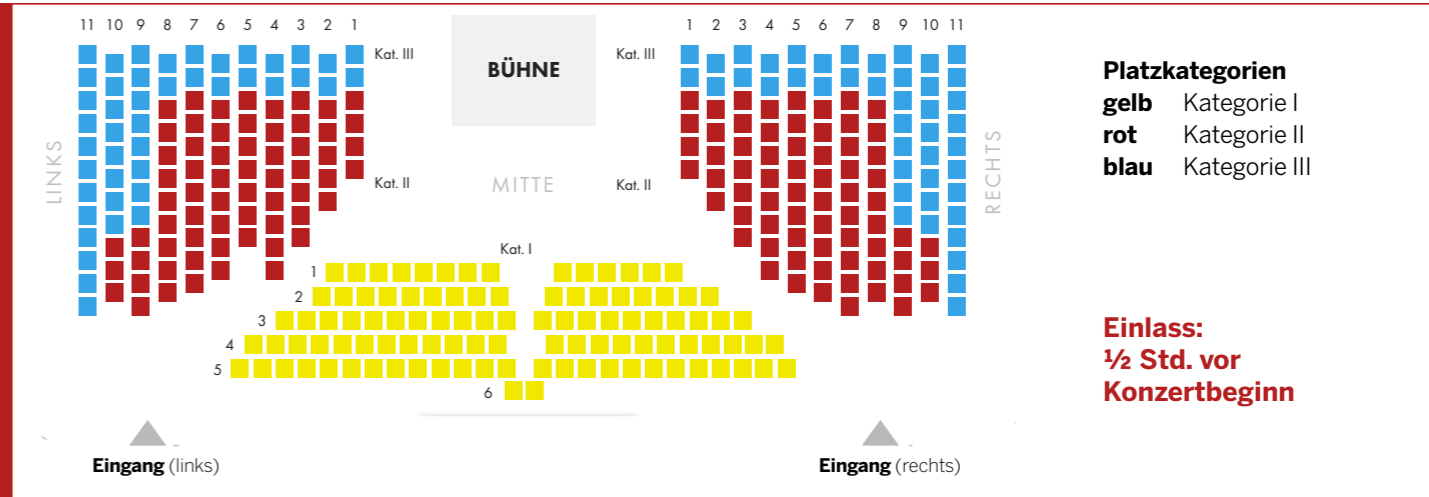 11 10 9 8 7 6 5 4 3 2 1
Kat. III
BÜHNE
Kat. III
1 2 3 4 5 6 7 8 9 10 11
LINKS
Kat. II
MITTE
Kat. II
RECHTS
Kat. I
1
2
3
4
5
6
Eingang (links)
Eingang (rechts)
Platzkategorien
gelb Kategorie I
rot Kategorie II
blau Kategorie III
Einlass:
½ Std. vor
Konzertbeginn